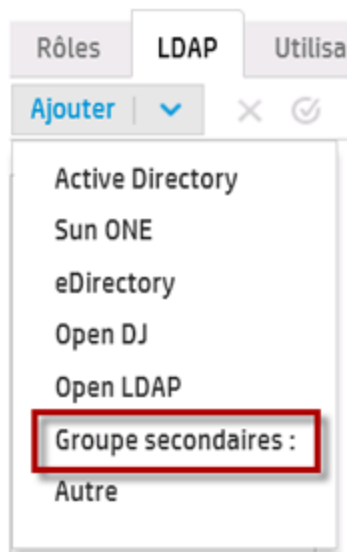 Rôles LDAP Utilisa
Ajouter
Active Directory
Sun ONE
eDirectory
Open DJ
Open LDAP
Groupe secondaires :
Autre